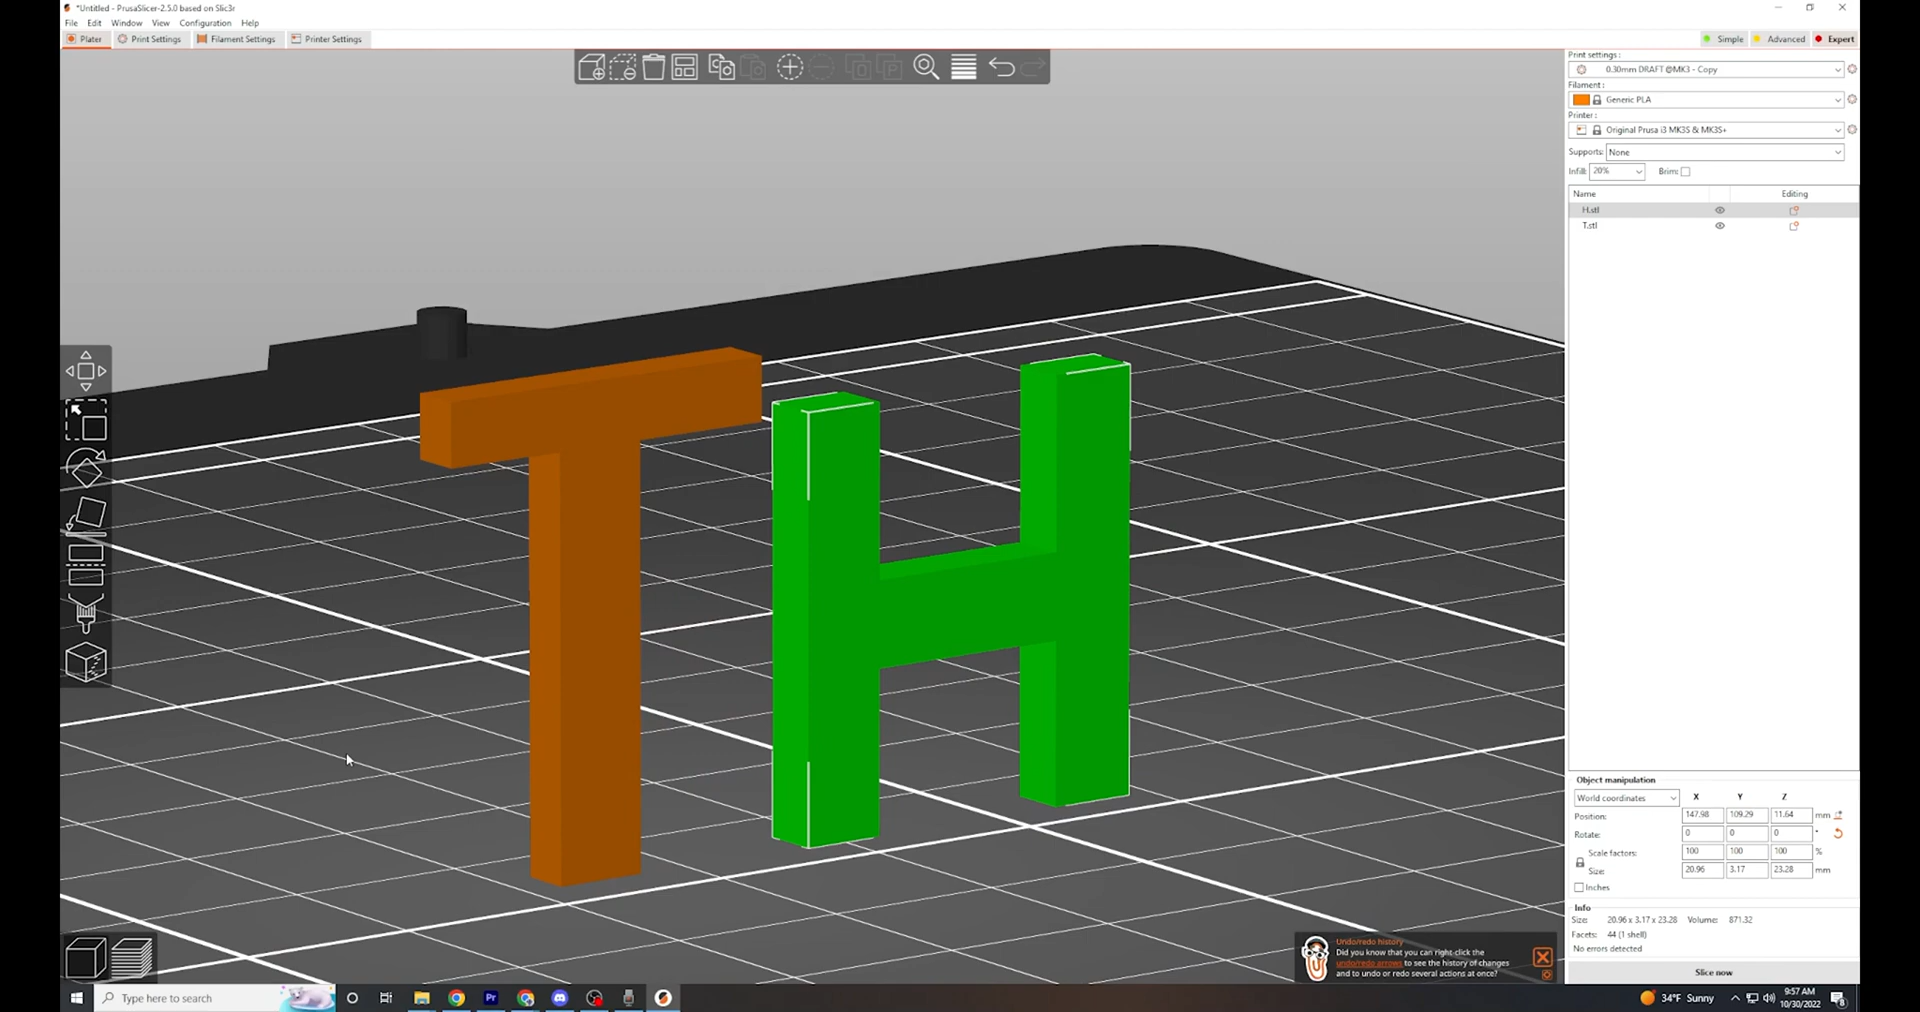 *Untitled - PrusaSlicer-2.5.0 based on Slic3r
File Edit Window View Configuration Help
Plater Print Settings Filament Settings Printer Settings Simple Advanced Expert
Print settings :
0.30mm DRAFT @MK3 - Copy
Filament :
Generic PLA
Printer :
Original Prusa i3 MK3S & MK3S+
Supports: None
Infill: 20% Brim:
Name Editing
H.stl
T.stl
T H
Object manipulation
World coordinates X Y Z
Position: 147.98 109.29 11.64 mm
Rotate: 0 0 0 °
Scale factors: 100 100 100 %
Size: 20.96 3.17 23.28 mm
Inches
Info
Size: 20.96 x 3.17 x 23.28 Volume: 871.32
Facets: 44 (1 shell)
No errors detected
Slice now
Undo/redo history
Did you know that you can right-click the
undo/redo arrows to see the history of changes
and to undo or redo several actions at once?
Type here to search
Pr
34°F Sunny
9:57 AM
10/30/2022